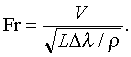 Fr = V / √(LΔλ / ρ).